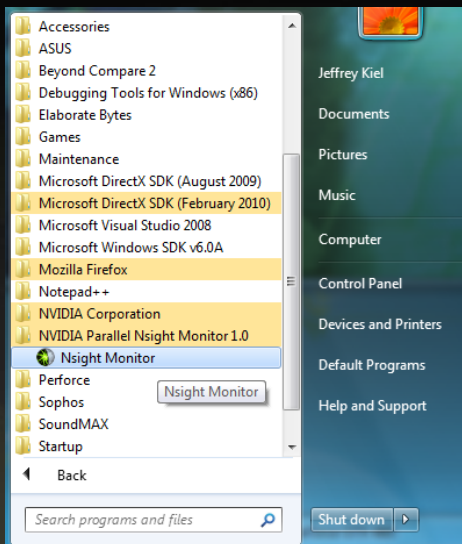 Accessories
ASUS
Beyond Compare 2
Debugging Tools for Windows (x86)
Elaborate Bytes
Games
Maintenance
Microsoft DirectX SDK (August 2009)
Microsoft DirectX SDK (February 2010)
Microsoft Visual Studio 2008
Microsoft Windows SDK v6.0A
Mozilla Firefox
Notepad++
NVIDIA Corporation
NVIDIA Parallel Nsight Monitor 1.0
Nsight Monitor
Perforce
Nsight Monitor
Sophos
SoundMAX
Startup
Back
Search programs and files
Jeffrey Kiel
Documents
Pictures
Music
Computer
Control Panel
Devices and Printers
Default Programs
Help and Support
Shut down